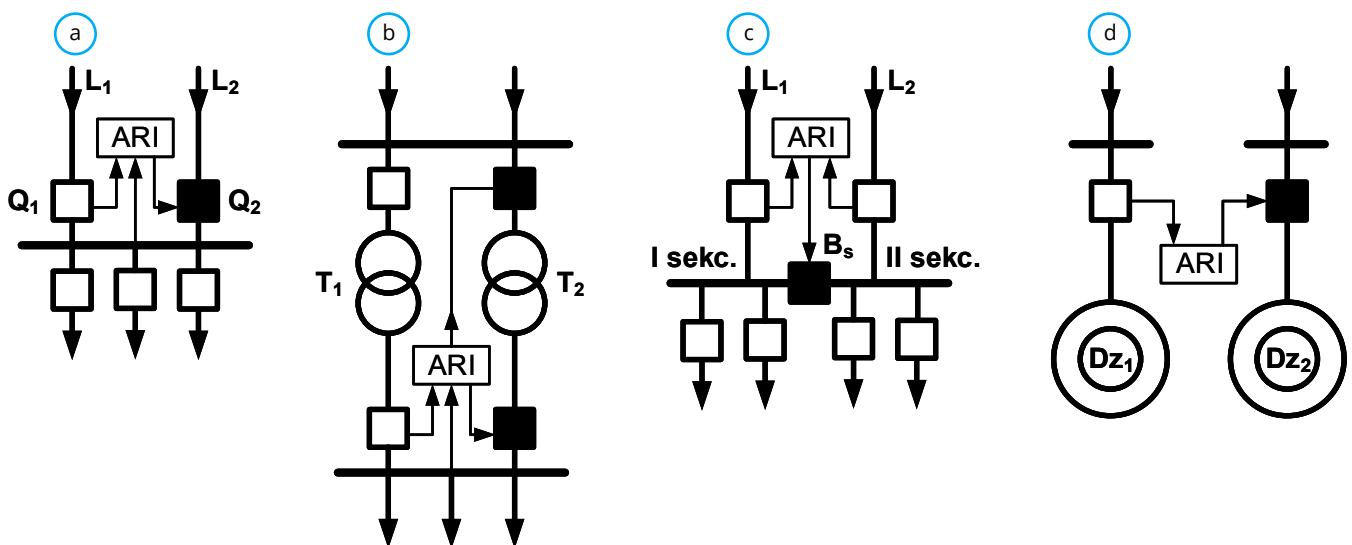 a
L₁
L₂
ARI
Q₁
Q₂
b
T₁
T₂
ARI
c
L₁
L₂
ARI
Bₛ
I sekc.
II sekc.
d
ARI
Dz₁
Dz₂